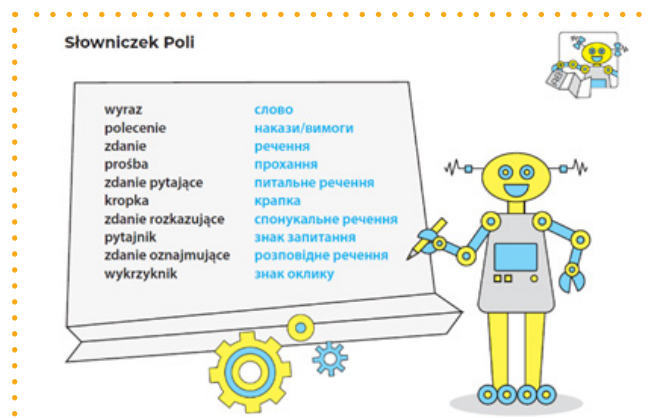 Słowniczek Poli
wyraz слово
polecenie накази/вимоги
zdanie речення
prośba прохання
zdanie pytające питальне речення
kropka крапка
zdanie rozkazujące спонукальне речення
pytajnik знак запитання
zdanie oznajmujące розповідне речення
wykrzyknik знак оклику